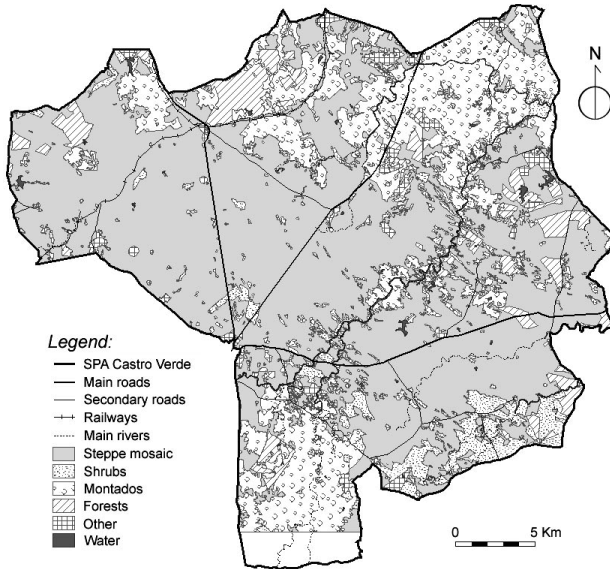 N
Legend:
SPA Castro Verde
Main roads
Secondary roads
Railways
Main rivers
Steppe mosaic
Shrubs
Montados
Forests
Other
Water
0 5 Km